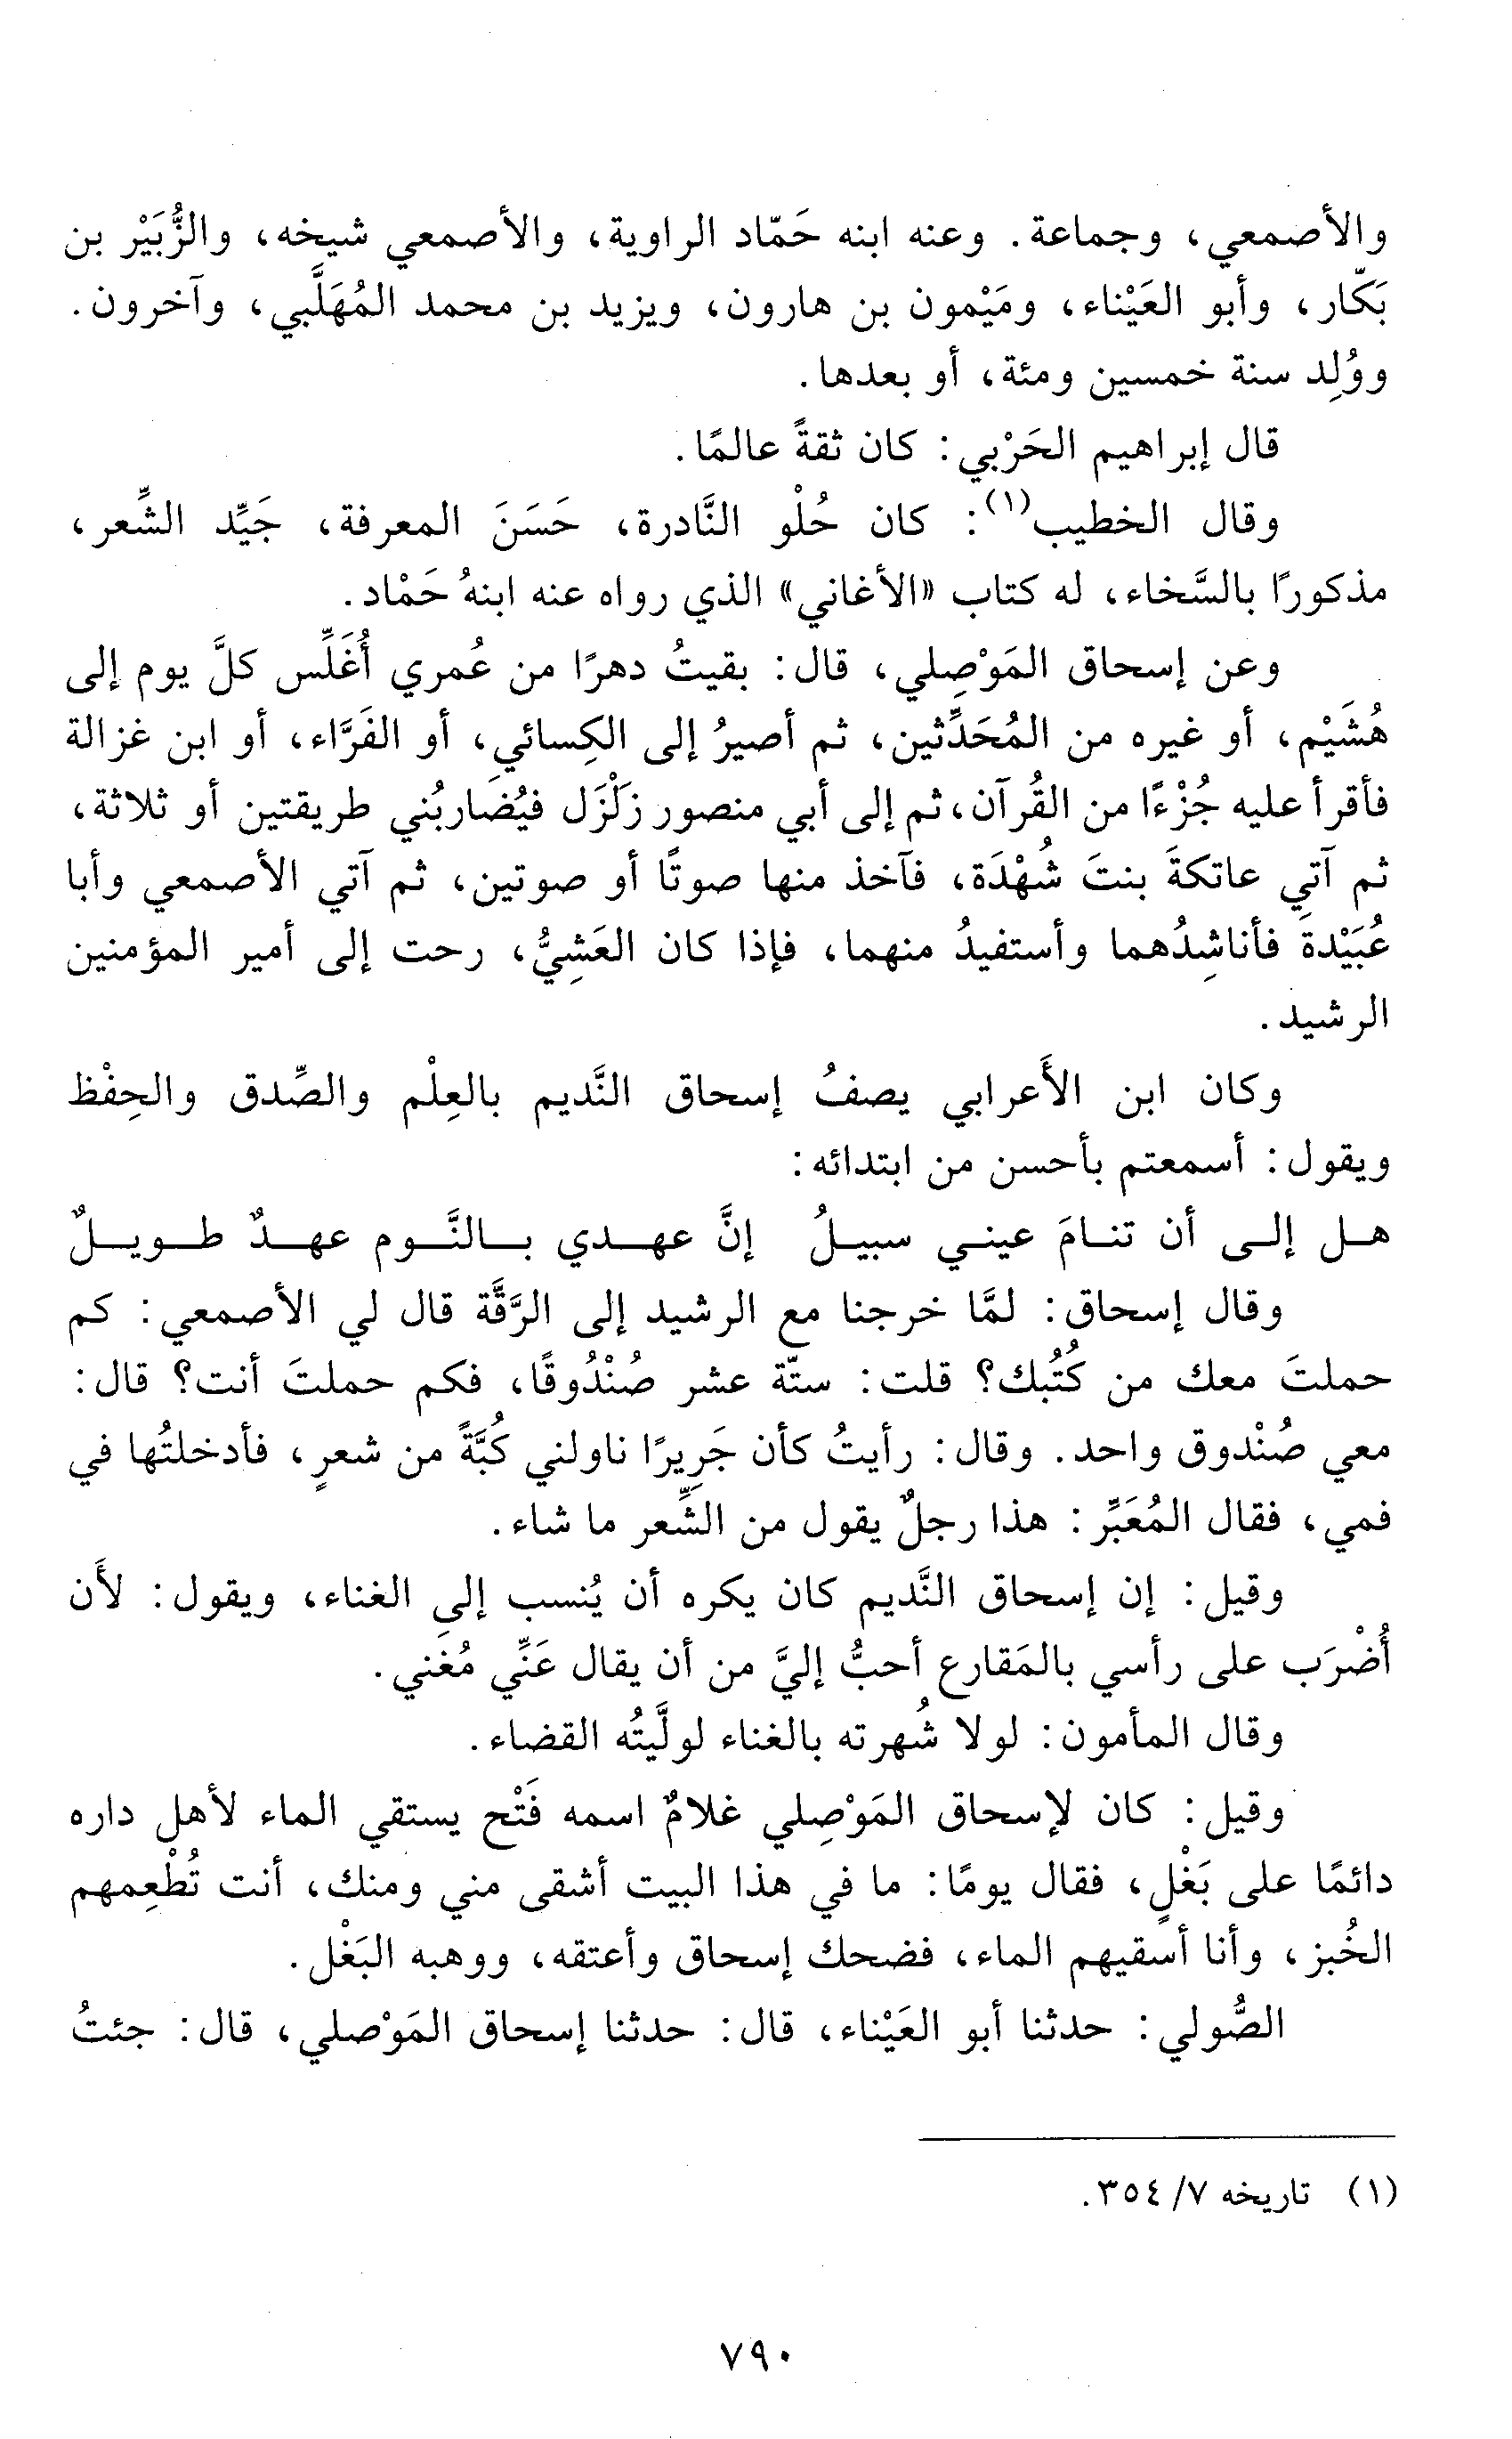 والأصمعي، وجماعة. وعنه ابنه حَمّاد الراوية، والأصمعي شيخه، والزُّبَيْر بن
بَكّار، وأبو العَيْناء، ومَيْمون بن هارون، ويزيد بن محمد المُهَلَّبي، وآخرون.
ووُلِد سنة خمسين ومئة، أو بعدها.
قال إبراهيم الحَرْبي: كان ثقةً عالمًا.
وقال الخطيب(١): كان حُلْو النَّادرة، حَسَنَ المعرفة، جَيِّد الشِّعر،
مذكورًا بالسَّخاء، له كتاب «الأغاني» الذي رواه عنه ابنهُ حَمْاد.
وعن إسحاق المَوْصِلي، قال: بقيتُ دهرًا من عُمري أُغَلِّس كلَّ يوم إلى
هُشَيْم، أو غيره من المُحَدِّثين، ثم أصيرُ إلى الكِسائي، أو الفَرَّاء، أو ابن غزالة
فأقرأ عليه جُزْءًا من القُرآن، ثم إلى أبي منصور زَلْزَل فيُضَاربُني طريقتين أو ثلاثة،
ثم آتي عاتكةَ بنتَ شُهْدَة، فآخذ منها صوتًا أو صوتين، ثم آتي الأصمعي وأبا
عُبَيْدةَ فأناشِدُهما وأستفيدُ منهما، فإذا كان العَشِيُّ، رحت إلى أمير المؤمنين
الرشيد.
وكان ابن الأَعرابي يصفُ إسحاق النَّديم بالعِلْم والصِّدق والحِفْظ
ويقول: أسمعتم بأحسن من ابتدائه:
هـل إلـى أن تنـامَ عينـي سبيـلُ إنَّ عهـدي بـالنَّـوم عهـدٌ طـويـلٌ
وقال إسحاق: لمَّا خرجنا مع الرشيد إلى الرَّقَّة قال لي الأصمعي: كم
حملتَ معك من كُتُبك؟ قلت: ستّة عشر صُنْدُوقًا، فكم حملتَ أنت؟ قال:
معي صُنْدوق واحد. وقال: رأيتُ كأن جَرِيرًا ناولني كُبَّةً من شعرٍ، فأدخلتُها في
فمي، فقال المُعَبِّر: هذا رجلٌ يقول من الشِّعر ما شاء.
وقيل: إن إسحاق النَّديم كان يكره أن يُنسب إلى الغناء، ويقول: لأَن
أُضْرَب على رأسي بالمَقارع أحبُّ إليَّ من أن يقال عَنِّي مُغَني.
وقال المأمون: لولا شُهرته بالغناء لولَّيتُه القضاء.
وقيل: كان لإسحاق المَوْصِلي غلامٌ اسمه فَتْح يستقي الماء لأهل داره
دائمًا على بَغْلٍ، فقال يومًا: ما في هذا البيت أشقى مني ومنك، أنت تُطْعِمهم
الخُبز، وأنا أسقيهم الماء، فضحك إسحاق وأعتقه، ووهبه البَغْل.
الصُّولي: حدثنا أبو العَيْناء، قال: حدثنا إسحاق المَوْصلي، قال: جئتُ
(١) تاريخه ٧/ ٣٥٤.
٧٩٠